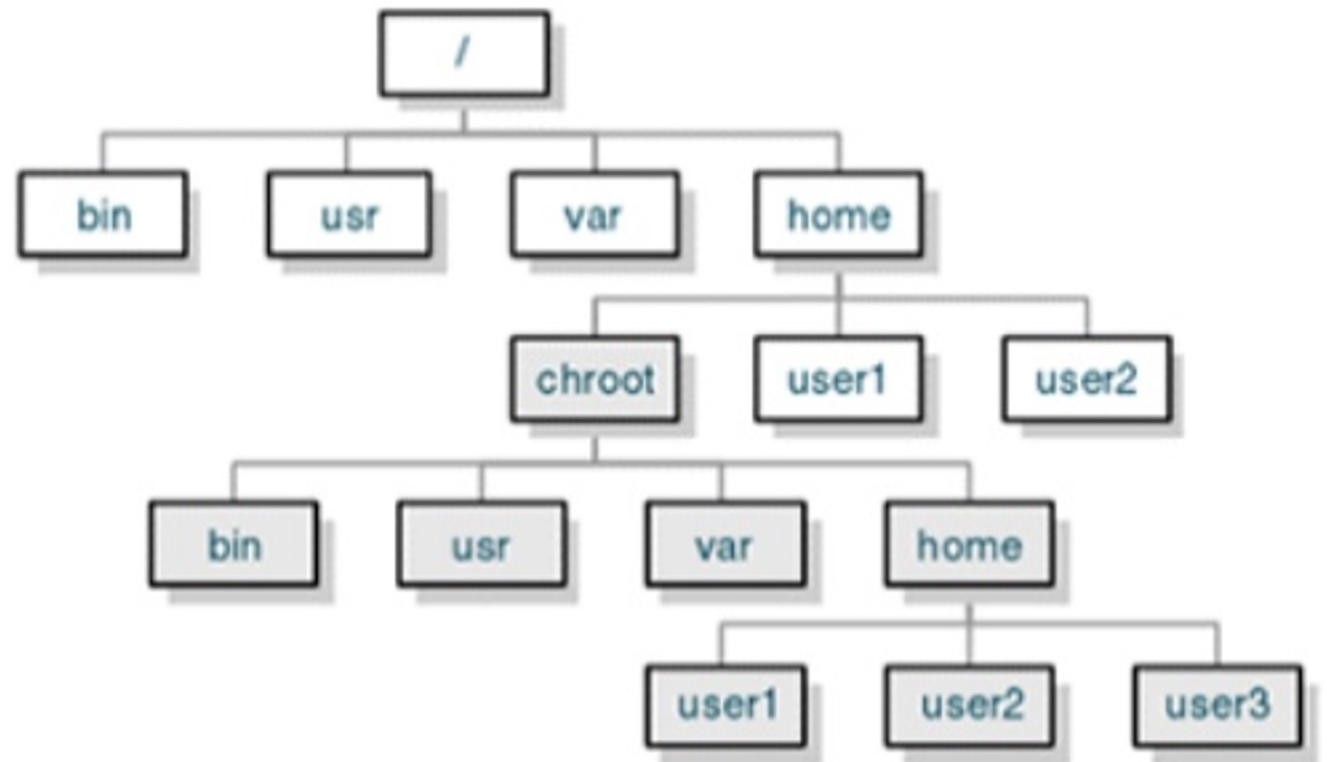 /
bin usr var home
chroot user1 user2
bin usr var home
user1 user2 user3